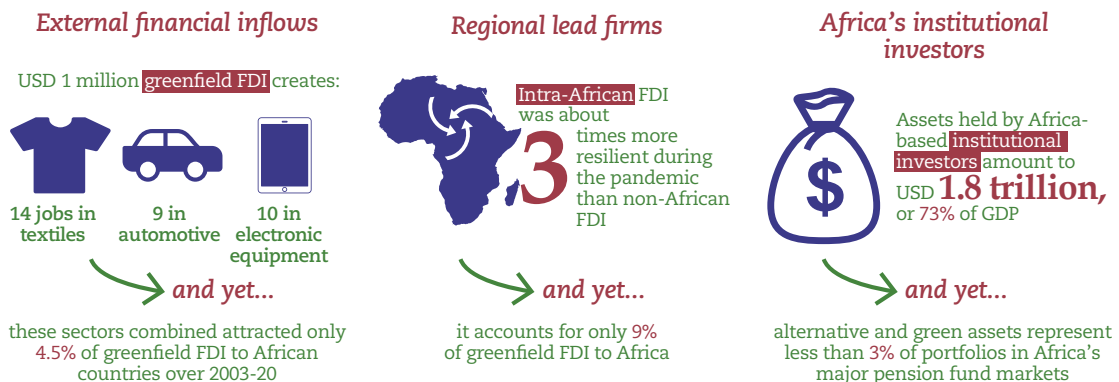 External financial inflows
USD 1 million greenfield FDI creates:
14 jobs in
textiles
9 in
automotive
10 in
electronic
equipment
and yet...
these sectors combined attracted only
4.5% of greenfield FDI to African
countries over 2003-20
Regional lead firms
Intra-African FDI
was about
3 times more
resilient during
the pandemic
than non-African
FDI
and yet...
it accounts for only 9%
of greenfield FDI to Africa
Africa's institutional
investors
$
Assets held by Africa-
based institutional
investors amount to
USD 1.8 trillion,
or 73% of GDP
and yet...
alternative and green assets represent
less than 3% of portfolios in Africa's
major pension fund markets